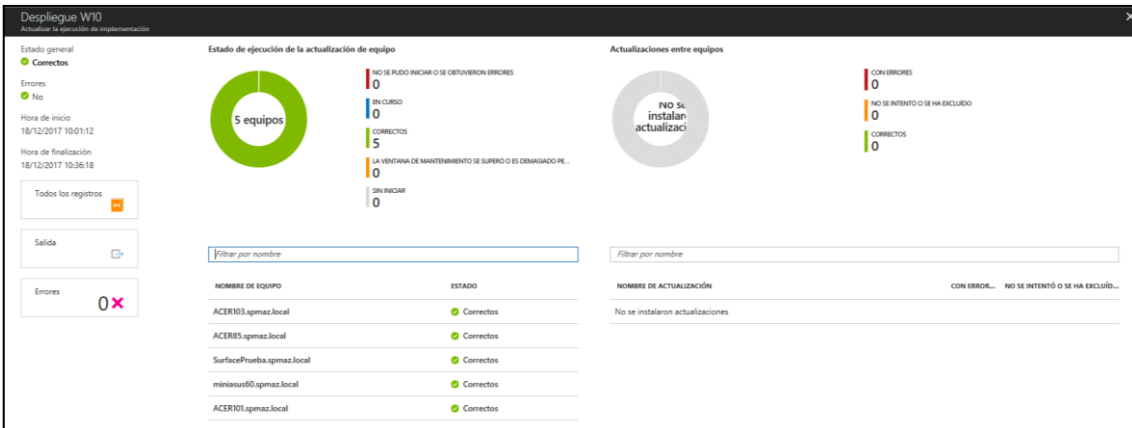 Despliegue W10
Actualizar la ejecución de implementación
Estado general
Correctos
Errores
No
Hora de inicio
18/12/2017 10:01:12
Hora de finalización
18/12/2017 10:36:18
Todos los registros
Salida
Errores
0
Estado de ejecución de la actualización de equipo
5 equipos
NO SE PUDO INICIAR O SE OBTUVIERON ERRORES
0
EN CURSO
0
CORRECTOS
5
LA VENTANA DE MANTENIMIENTO SE SUPERÓ O ES DEMASIADO PE...
0
SIN INICIAR
0
Filtrar por nombre
NOMBRE DE EQUIPO ESTADO
ACER103.spmaz.local Correctos
ACER85.spmaz.local Correctos
SurfacePrueba.spmaz.local Correctos
miniasus60.spmaz.local Correctos
ACER101.spmaz.local Correctos
Actualizaciones entre equipos
No se
instalar
actualizaci
CON ERRORES
0
NO SE INTENTÓ O SE HA EXCLUÍDO
0
CORRECTOS
0
Filtrar por nombre
NOMBRE DE ACTUALIZACIÓN CON ERROR... NO SE INTENTÓ O SE HA EXCLUÍD...
No se instalaron actualizaciones